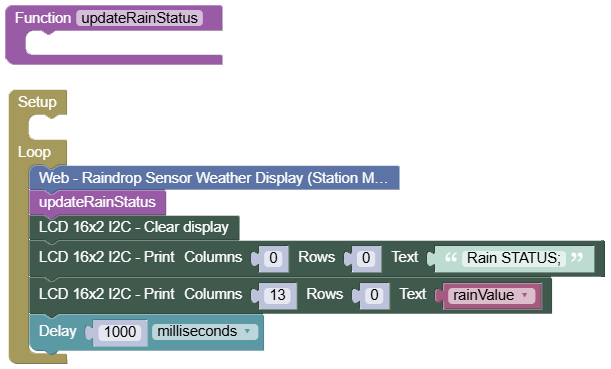 Function updateRainStatus
Setup
Loop
Web - Raindrop Sensor Weather Display (Station M...
updateRainStatus
LCD 16x2 I2C - Clear display
LCD 16x2 I2C - Print Columns 0 Rows 0 Text “ Rain STATUS; ”
LCD 16x2 I2C - Print Columns 13 Rows 0 Text rainValue
Delay 1000 milliseconds